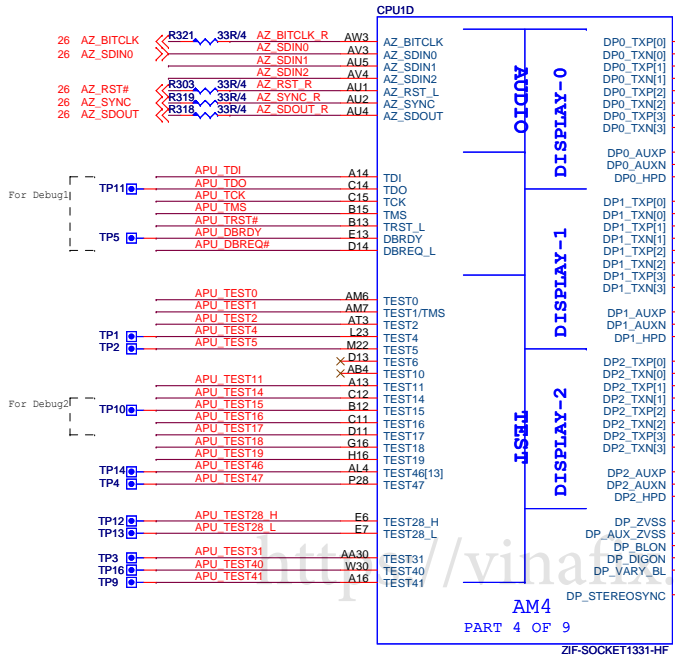 CPU1D
26 AZ_BITCLK R321 33R/4 AZ_BITCLK_R AW3 AZ_BITCLK DP0_TXP[0]
26 AZ_SDIN0 AZ_SDIN0 AV3 AZ_SDIN0 DP0_TXN[0]
AZ_SDIN1 AU5 AZ_SDIN1 DP0_TXP[1]
AZ_SDIN2 AV4 AZ_SDIN2 DP0_TXN[1]
26 AZ_RST# R303 33R/4 AZ_RST_R AU1 AZ_RST_L DP0_TXP[2]
26 AZ_SYNC R319 33R/4 AZ_SYNC_R AU2 AZ_SYNC DP0_TXN[2]
26 AZ_SDOUT R318 33R/4 AZ_SDOUT_R AU4 AZ_SDOUT DP0_TXP[3]
DP0_TXN[3]
AUDIO
DISPLAY-0
DP0_AUXP
DP0_AUXN
DP0_HPD
For Debug1
APU_TDI A14 TDI
TP11 APU_TDO C14 TDO
APU_TCK C15 TCK DP1_TXP[0]
APU_TMS B15 TMS DP1_TXN[0]
APU_TRST# B13 TRST_L DP1_TXP[1]
TP5 APU_DBRDY E13 DBRDY DP1_TXN[1]
APU_DBREQ# D14 DBREQ_L DP1_TXP[2]
DP1_TXN[2]
DP1_TXP[3]
DP1_TXN[3]
DISPLAY-1
APU_TEST0 AM6 TEST0
APU_TEST1 AM7 TEST1/TMS DP1_AUXP
APU_TEST2 AT3 TEST2 DP1_AUXN
TP1 APU_TEST4 L23 TEST4 DP1_HPD
TP2 APU_TEST5 M22 TEST5
D13 TEST6 DP2_TXP[0]
AB4 TEST10 DP2_TXN[0]
APU_TEST11 A13 TEST11 DP2_TXP[1]
For Debug2
APU_TEST14 C12 TEST14 DP2_TXN[1]
TP10 APU_TEST15 B12 TEST15 DP2_TXP[2]
APU_TEST16 C11 TEST16 DP2_TXN[2]
APU_TEST17 D11 TEST17 DP2_TXP[3]
APU_TEST18 G16 TEST18 DP2_TXN[3]
APU_TEST19 H16 TEST19
TEST
DISPLAY-2
TP14 APU_TEST46 AL4 TEST46[13] DP2_AUXP
TP4 APU_TEST47 P28 TEST47 DP2_AUXN
DP2_HPD
TP12 APU_TEST28_H E6 TEST28_H DP_ZVSS
TP13 APU_TEST28_L E7 TEST28_L DP_AUX_ZVSS
DP_BLON
TP3 APU_TEST31 AA30 TEST31 DP_DIGON
TP16 APU_TEST40 W30 TEST40 DP_VARY_BL
TP9 APU_TEST41 A16 TEST41
DP_STEREOSYNC
https://vinafix.
AM4
PART 4 OF 9
ZIF-SOCKET1331-HF